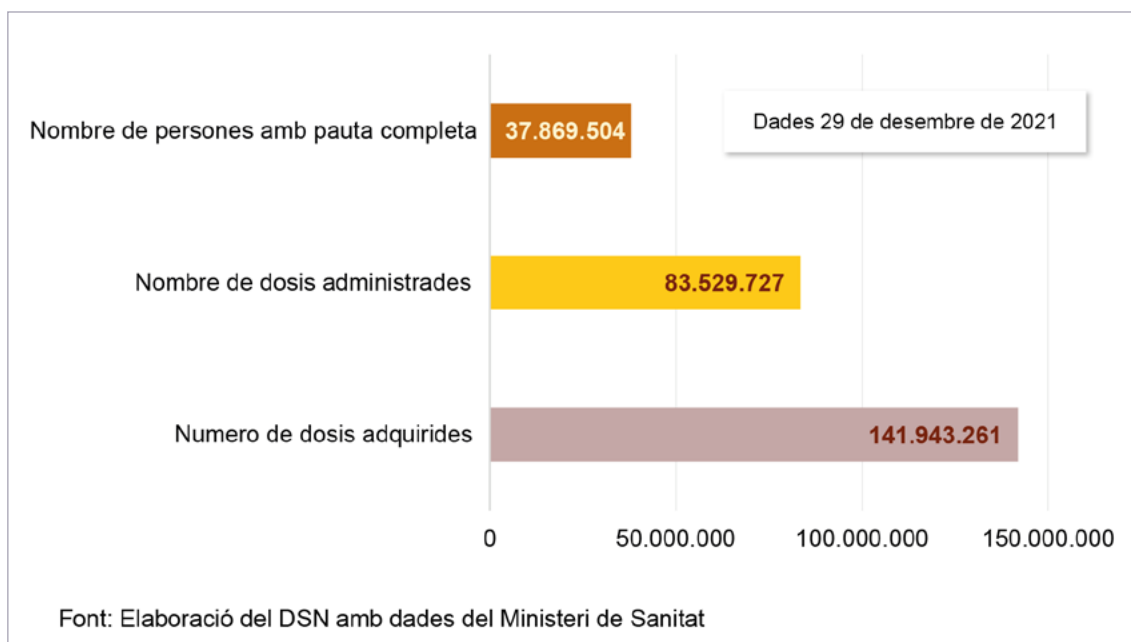 Dades 29 de desembre de 2021
Nombre de persones amb pauta completa 37.869.504
Nombre de dosis administrades 83.529.727
Numero de dosis adquirides 141.943.261
0 50.000.000 100.000.000 150.000.000
Font: Elaboració del DSN amb dades del Ministeri de Sanitat